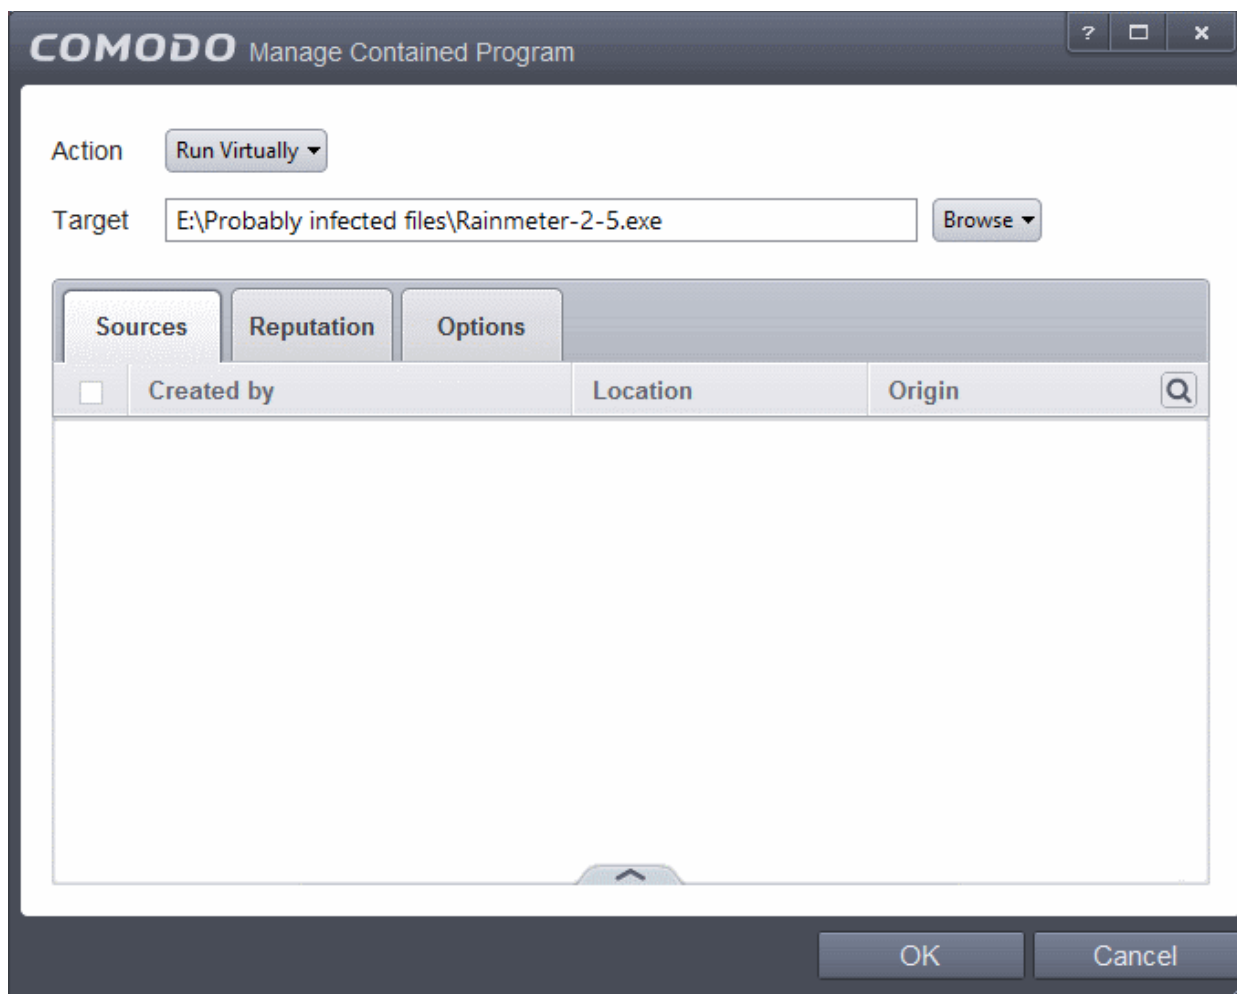 COMODO Manage Contained Program ?
Action Run Virtually
Target E:\Probably infected files\Rainmeter-2-5.exe Browse
Sources Reputation Options
Created by Location Origin
OK Cancel